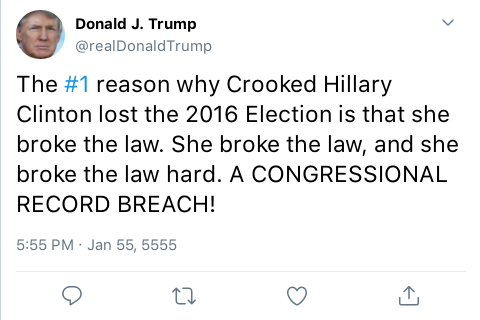 Donald J. Trump
@realDonaldTrump
The #1 reason why Crooked Hillary
Clinton lost the 2016 Election is that she
broke the law. She broke the law, and she
broke the law hard. A CONGRESSIONAL
RECORD BREACH!
5:55 PM · Jan 55, 5555